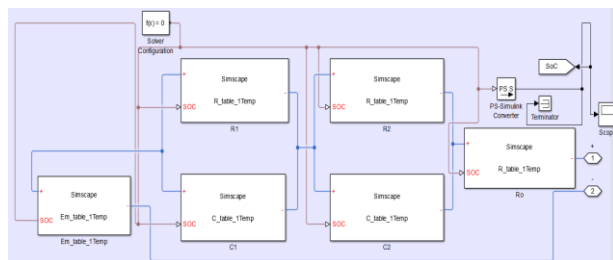 f(x) = 0
Solver
Configuration
SoC
PS S
PS-Simulink
Converter
Terminator
Scop
+
Simscape
-
R_table_1Temp
SOC
R1
+
Simscape
-
R_table_1Temp
SOC
R2
+
Simscape
-
R_table_1Temp
SOC
Ro
+
1
-
2
+
Simscape
-
Em_table_1Temp
SOC
Em_table_1Temp
+
Simscape
-
C_table_1Temp
SOC
C1
+
Simscape
-
C_table_1Temp
SOC
C2